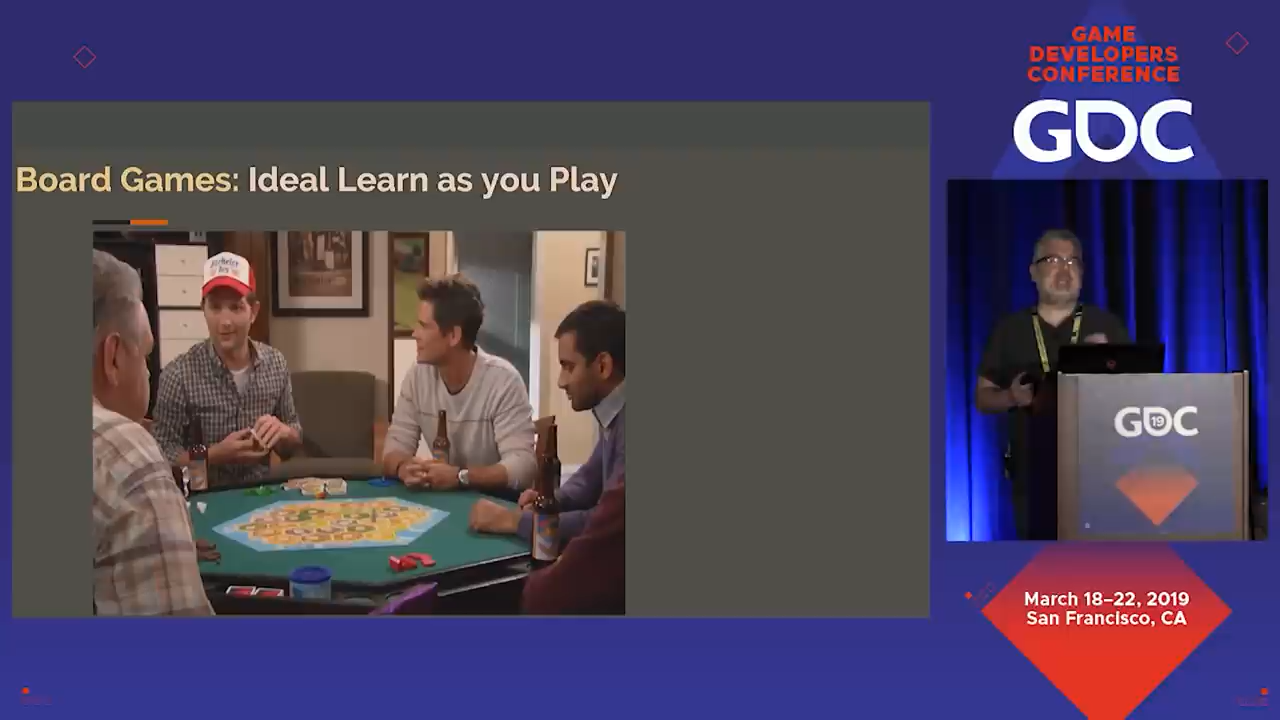 GAME
DEVELOPERS
CONFERENCE
GDC
Board Games: Ideal Learn as you Play
GDC
19
March 18–22, 2019
San Francisco, CA